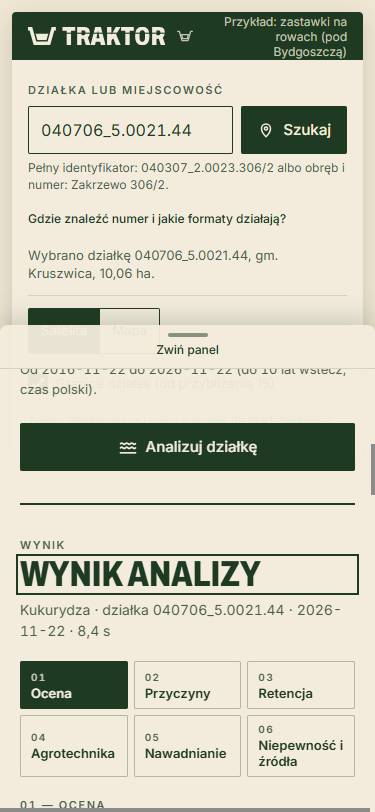 TRAKTOR
Przykład: zastawki na
rowach (pod
Bydgoszczą)
DZIAŁKA LUB MIEJSCOWOŚĆ
040706_5.0021.44
Szukaj
Pełny identyfikator: 040307_2.0023.306/2 albo obręb i
numer: Zakrzewo 306/2.
Gdzie znaleźć numer i jakie formaty działają?
Wybrano działkę 040706_5.0021.44, gm.
Kruszwica, 10,06 ha.
Satelita Mapa
Zwiń panel
Od 2016-11-22 do 2026-11-22 (do 10 lat wstecz,
czas polski).
Analizuj działkę
WYNIK
WYNIK ANALIZY
Kukurydza · działka 040706_5.0021.44 · 2026-
11-22 · 8,4 s
01
Ocena
02
Przyczyny
03
Retencja
04
Agrotechnika
05
Nawadnianie
06
Niepewność i
źródła
01 — OCENA